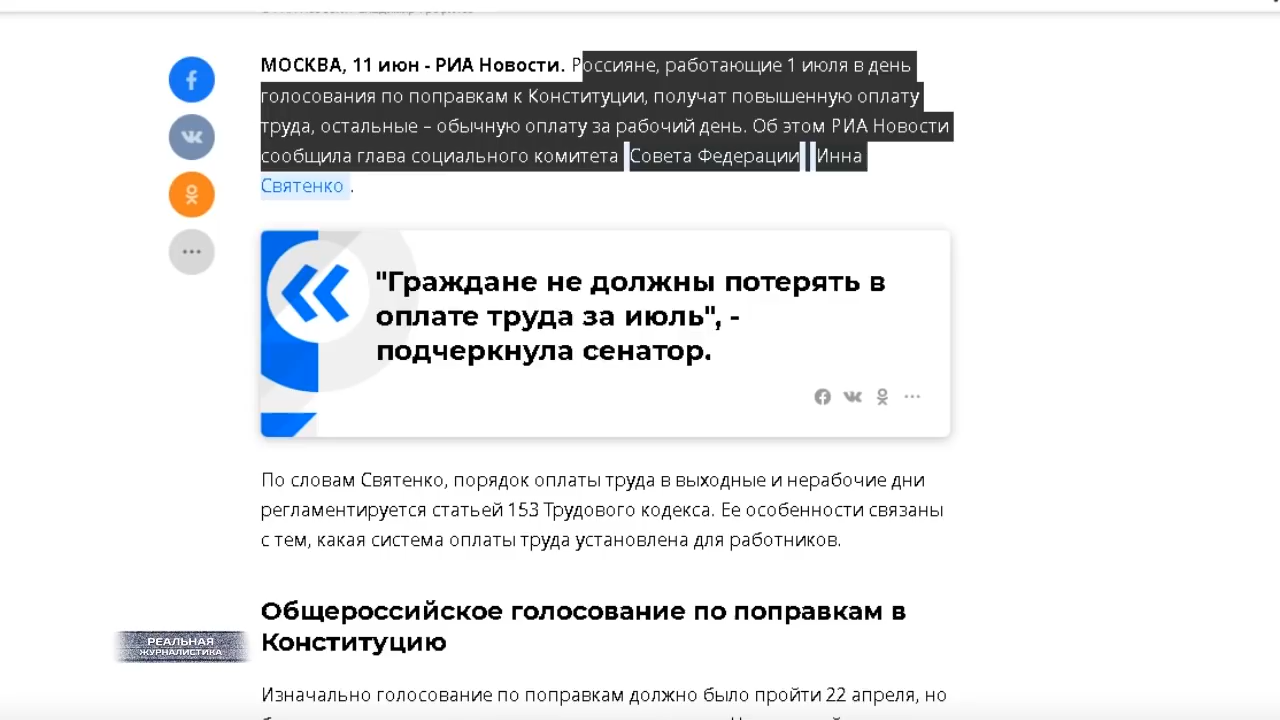 МОСКВА, 11 июн - РИА Новости. Россияне, работающие 1 июля в день
голосования по поправкам к Конституции, получат повышенную оплату
труда, остальные – обычную оплату за рабочий день. Об этом РИА Новости
сообщила глава социального комитета Совета Федерации Инна
Святенко .
"Граждане не должны потерять в
оплате труда за июль", -
подчеркнула сенатор.
По словам Святенко, порядок оплаты труда в выходные и нерабочие дни
регламентируется статьей 153 Трудового кодекса. Ее особенности связаны
с тем, какая система оплаты труда установлена для работников.
Общероссийское голосование по поправкам в
Конституцию
РЕАЛЬНАЯ
ЖУРНАЛИСТИКА
Изначально голосование по поправкам должно было пройти 22 апреля, но